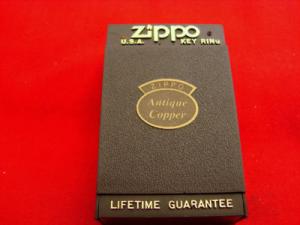 zippo
U.S.A. KEY RING
ZIPPO
Antique
Copper
LIFETIME GUARANTEE